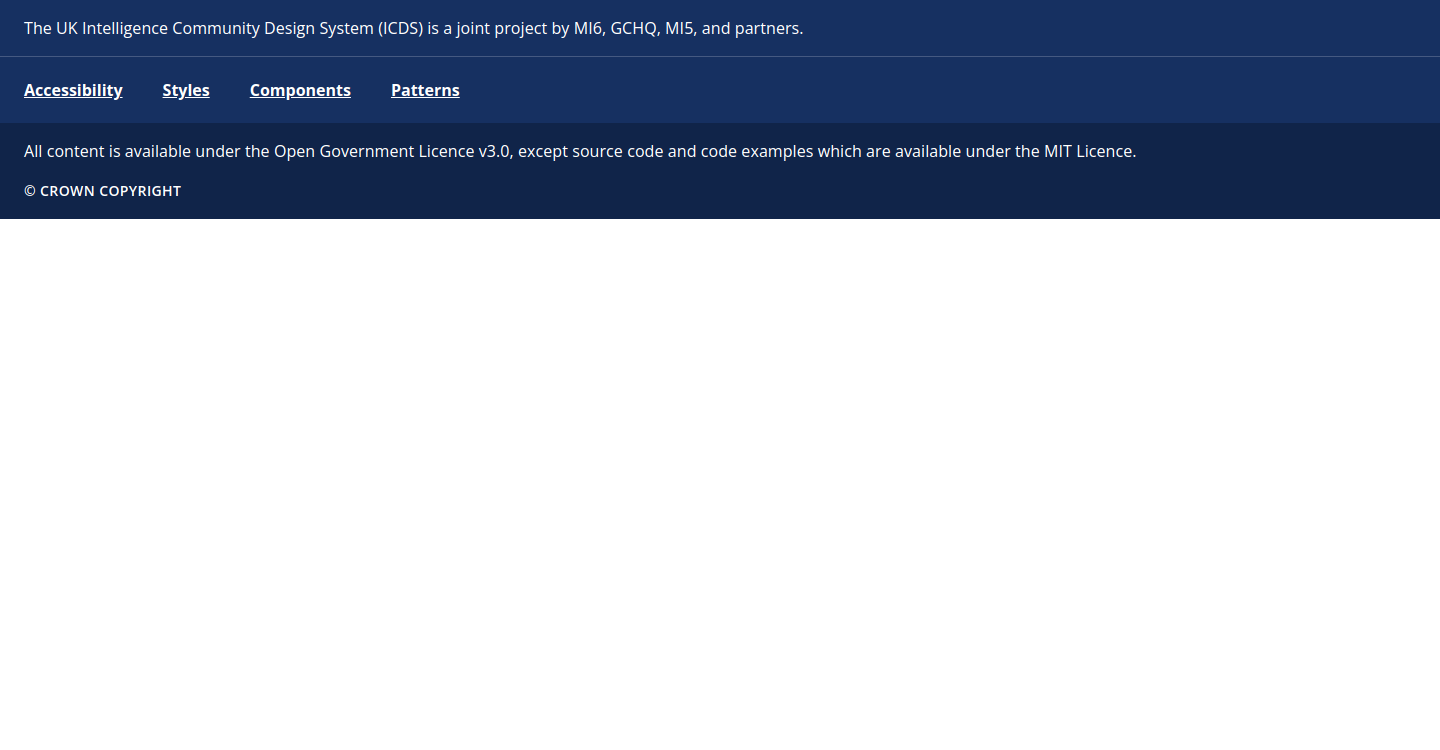 The UK Intelligence Community Design System (ICDS) is a joint project by MI6, GCHQ, MI5, and partners.
Accessibility Styles Components Patterns
All content is available under the Open Government Licence v3.0, except source code and code examples which are available under the MIT Licence.
© CROWN COPYRIGHT